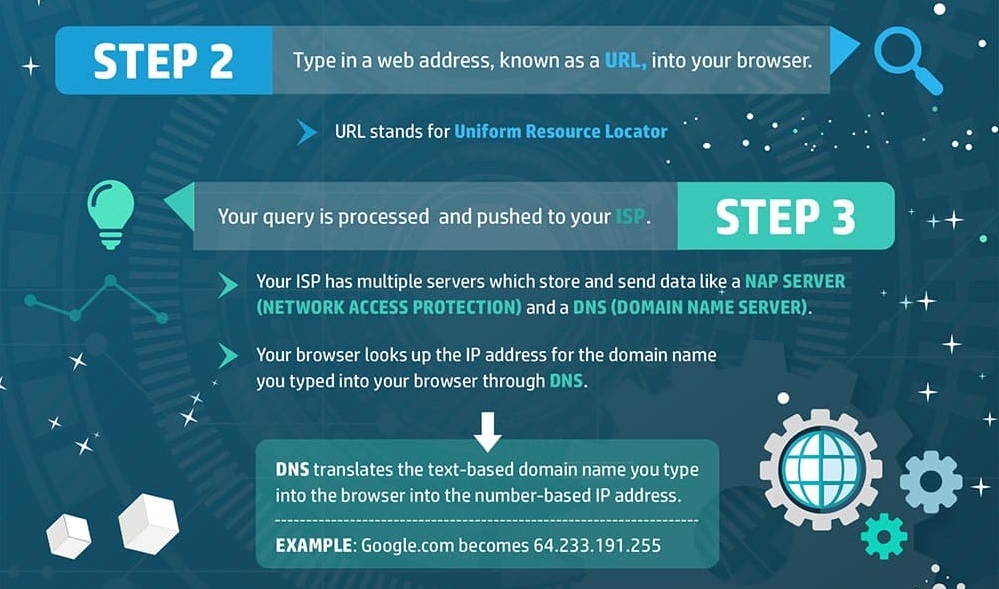 STEP 2
Type in a web address, known as a URL, into your browser.
URL stands for Uniform Resource Locator
Your query is processed and pushed to your ISP.
STEP 3
Your ISP has multiple servers which store and send data like a NAP SERVER
(NETWORK ACCESS PROTECTION) and a DNS (DOMAIN NAME SERVER).
Your browser looks up the IP address for the domain name
you typed into your browser through DNS.
DNS translates the text-based domain name you type
into the browser into the number-based IP address.
EXAMPLE: Google.com becomes 64.233.191.255